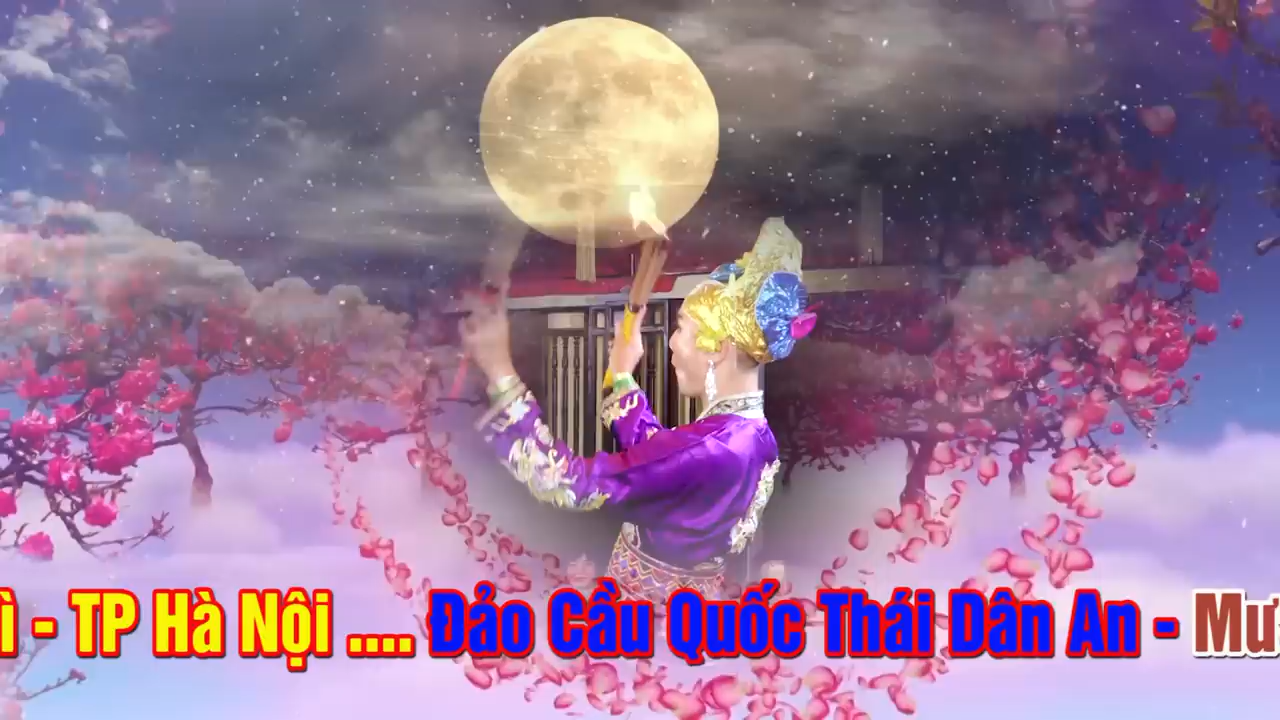 - TP Hà Nội .... Đảo Cầu Quốc Thái Dân An -